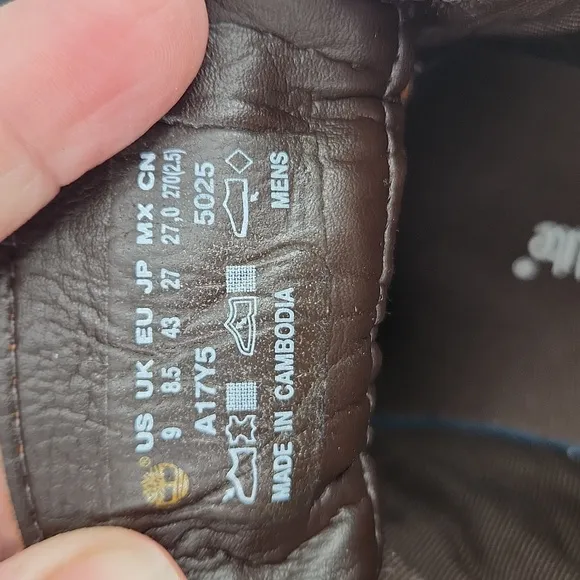 ® US UK EU JP MX CN
9 8.5 43 27 27,0 270(2.5)
A17Y5 5025
MADE IN CAMBODIA MENS